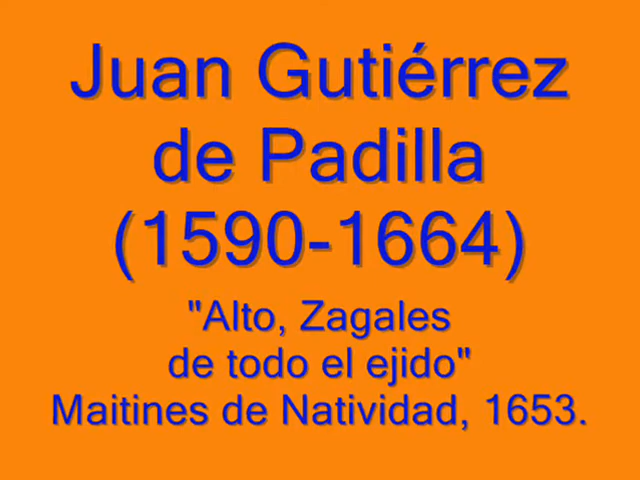 Juan Gutiérrez
de Padilla
(1590-1664)
"Alto, Zagales
de todo el ejido"
Maitines de Natividad, 1653.